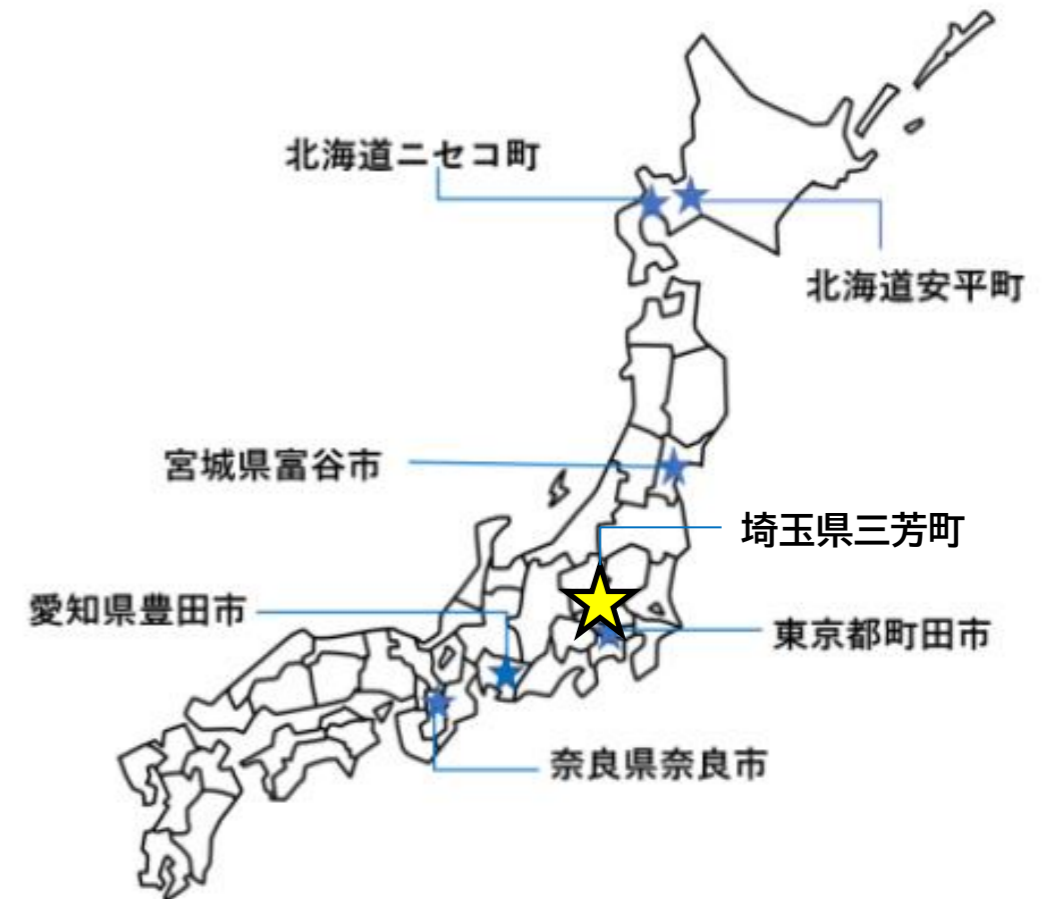 北海道ニセコ町
北海道安平町
宮城県富谷市
埼玉県三芳町
愛知県豊田市
東京都町田市
奈良県奈良市